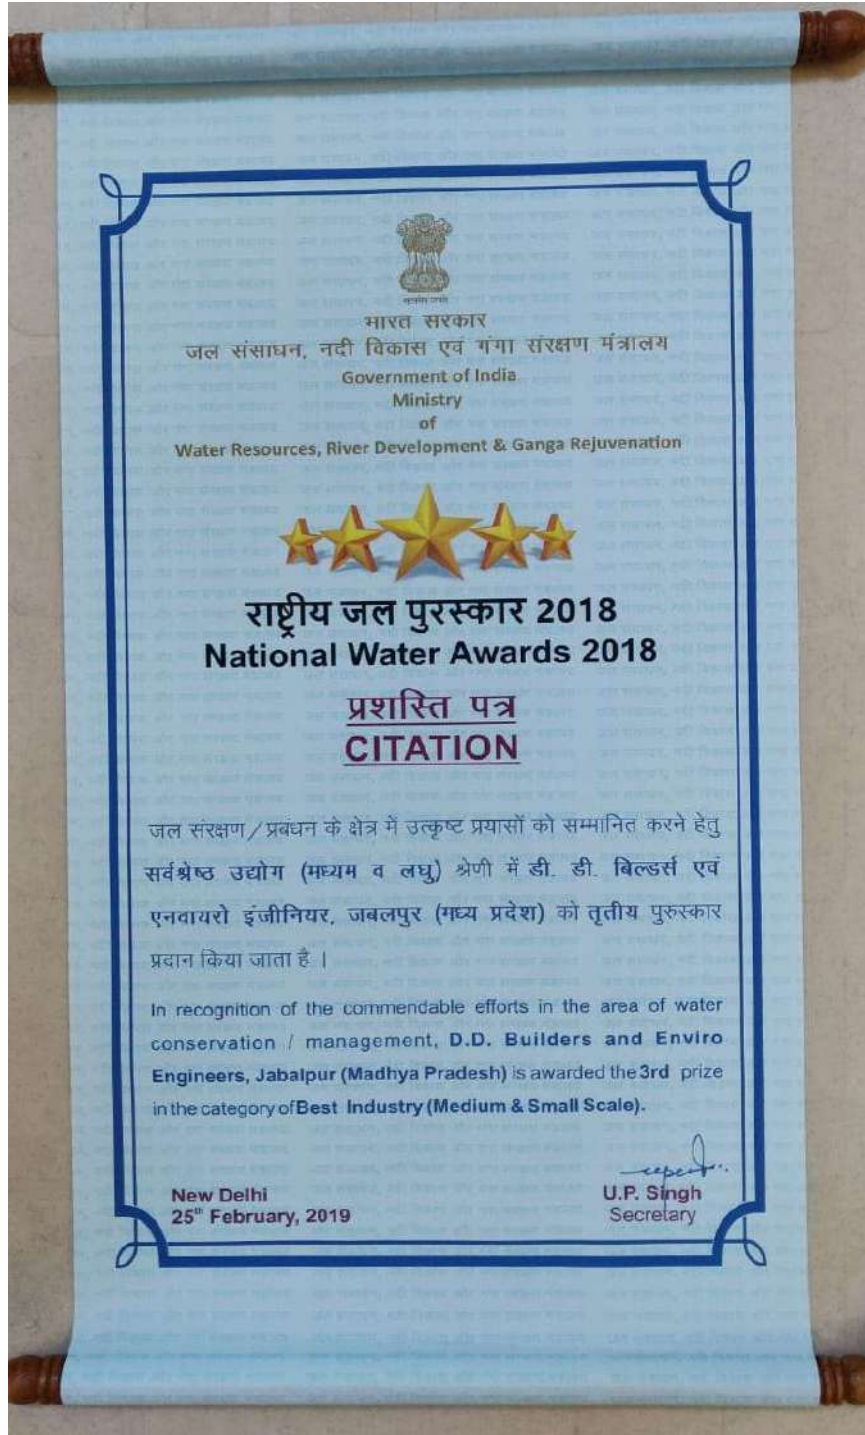 सत्यमेव जयते
भारत सरकार
जल संसाधन, नदी विकास एवं गंगा संरक्षण मंत्रालय
Government of India
Ministry
of
Water Resources, River Development & Ganga Rejuvenation
राष्ट्रीय जल पुरस्कार 2018
National Water Awards 2018
प्रशस्ति पत्र
CITATION
जल संरक्षण / प्रबंधन के क्षेत्र में उत्कृष्ट प्रयासों को सम्मानित करने हेतु
सर्वश्रेष्ठ उद्योग (मध्यम व लघु) श्रेणी में डी. डी. बिल्डर्स एवं
एनवायरो इंजीनियर, जबलपुर (मध्य प्रदेश) को तृतीय पुरुस्कार
प्रदान किया जाता है ।
In recognition of the commendable efforts in the area of water
conservation / management, D.D. Builders and Enviro
Engineers, Jabalpur (Madhya Pradesh) is awarded the 3rd prize
in the category of Best Industry (Medium & Small Scale).
New Delhi
25th February, 2019
U.P. Singh
Secretary